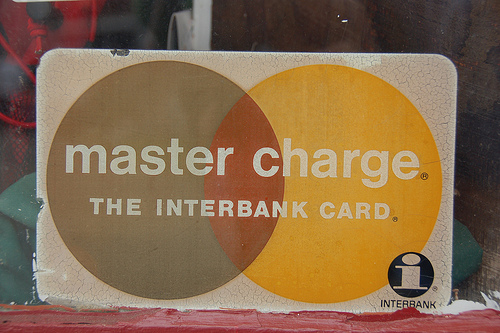 master charge®
THE INTERBANK CARD®
i®
INTERBANK